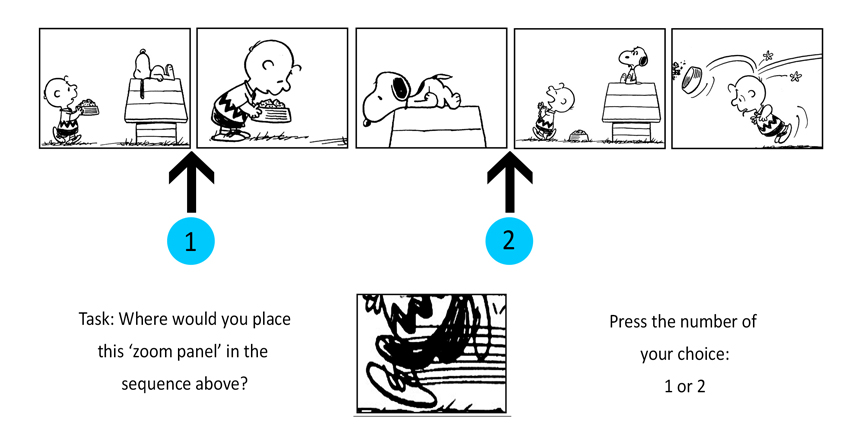 1
2
Task: Where would you place
this ‘zoom panel’ in the
sequence above?
Press the number of
your choice:
1 or 2